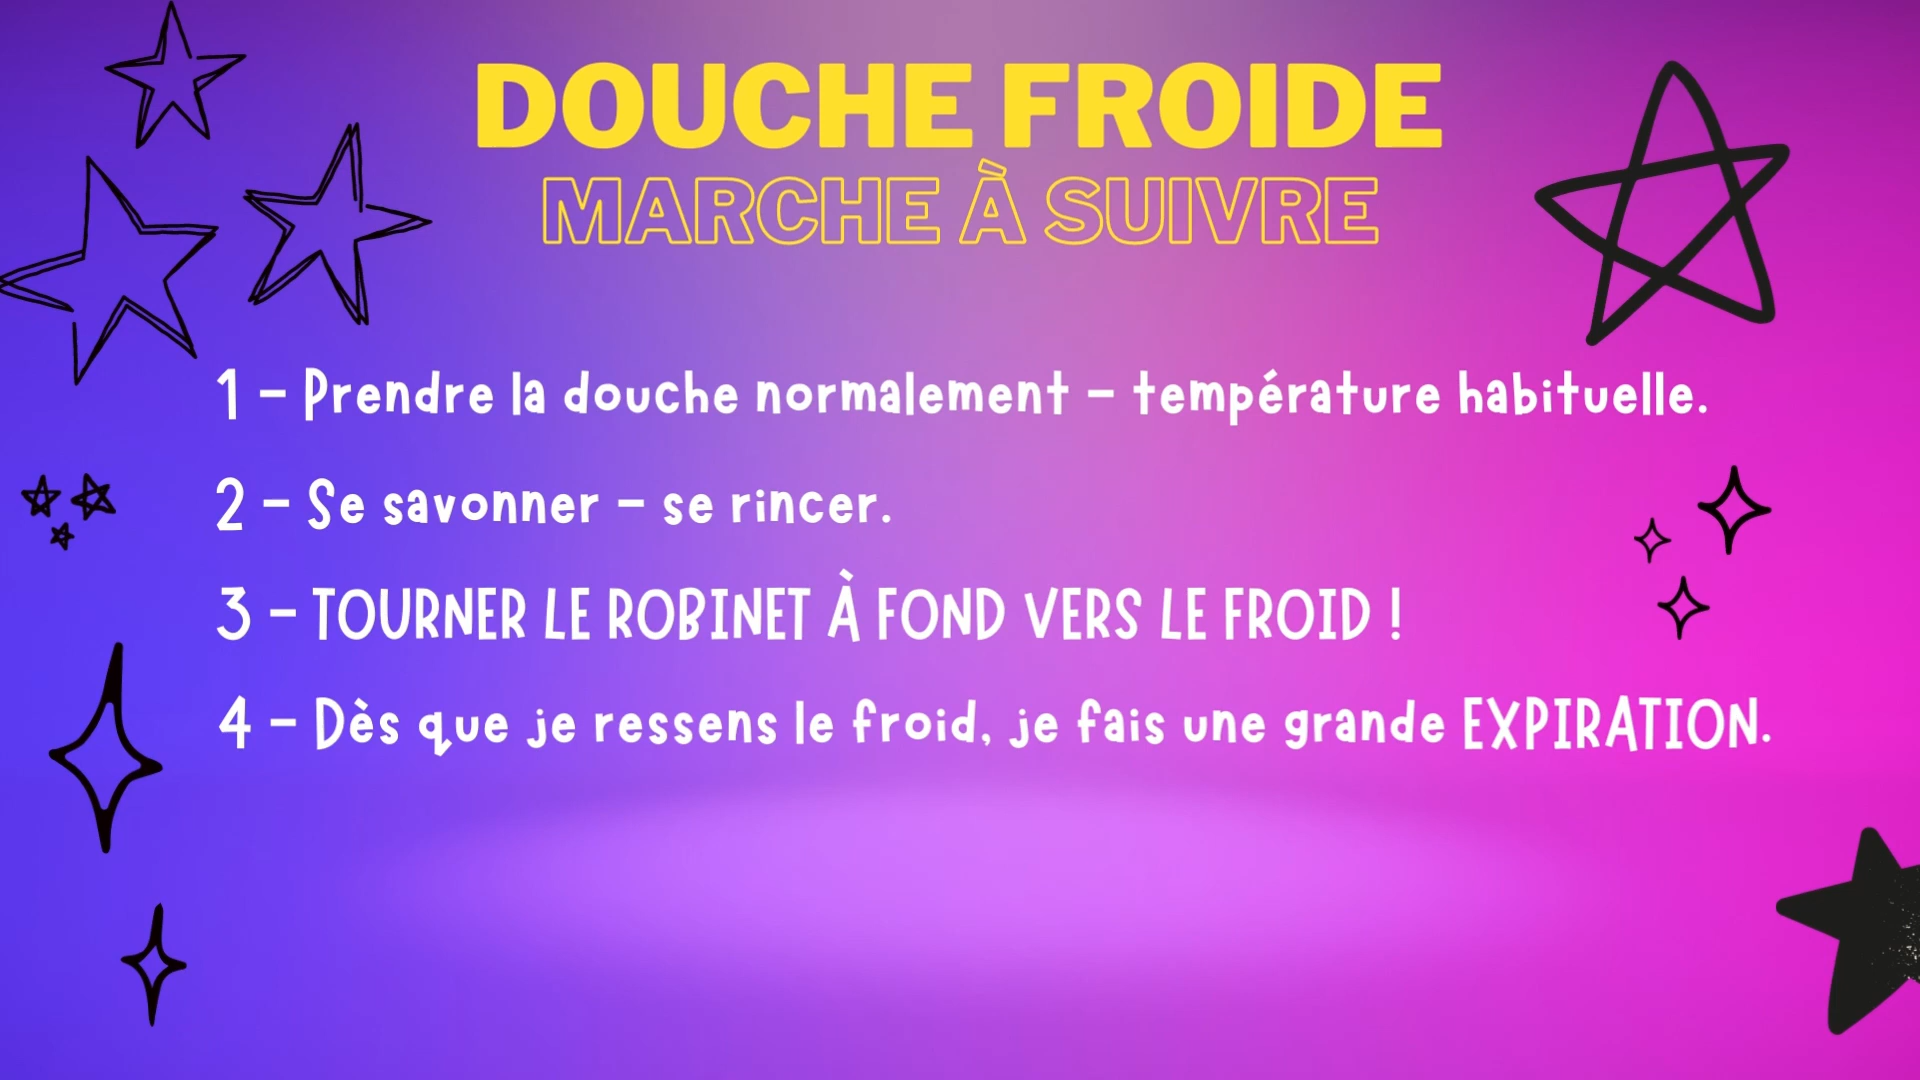 DOUCHE FROIDE
MARCHE À SUIVRE
1 - Prendre la douche normalement - température habituelle.
2 - Se savonner - se rincer.
3 - TOURNER LE ROBINET À FOND VERS LE FROID !
4 - Dès que je ressens le froid, je fais une grande EXPIRATION.